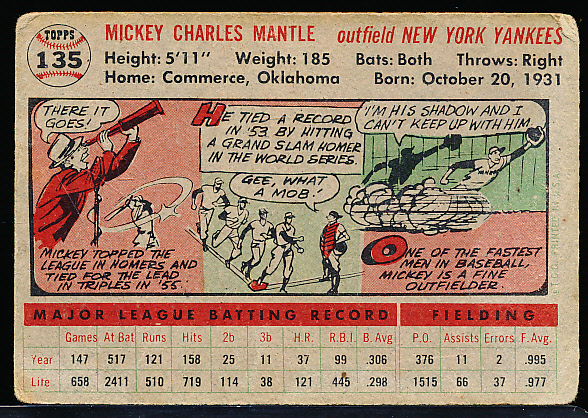 TOPPS
135
MICKEY CHARLES MANTLE outfield NEW YORK YANKEES
Height: 5'11" Weight: 185 Bats: Both Throws: Right
Home: Commerce, Oklahoma Born: October 20, 1931
THERE IT
GOES!
MICKEY TOPPED THE
LEAGUE IN HOMERS AND
TIED FOR THE LEAD
IN TRIPLES IN '55.
HE TIED A RECORD
IN '53 BY HITTING
A GRAND SLAM HOMER
IN THE WORLD SERIES.
GEE, WHAT
A MOB!
I'M HIS SHADOW AND I
CAN'T KEEP UP WITH HIM.
ONE OF THE FASTEST
MEN IN BASEBALL,
MICKEY IS A FINE
OUTFIELDER.
MAJOR LEAGUE BATTING RECORD FIELDING
Games At Bat Runs Hits 2b 3b H.R. R.B.I. B. Avg P.O. Assists Errors F. Avg.
Year 147 517 121 158 25 11 37 99 .306 376 11 2 .995
Life 658 2411 510 719 114 38 121 445 .298 1515 66 37 .977